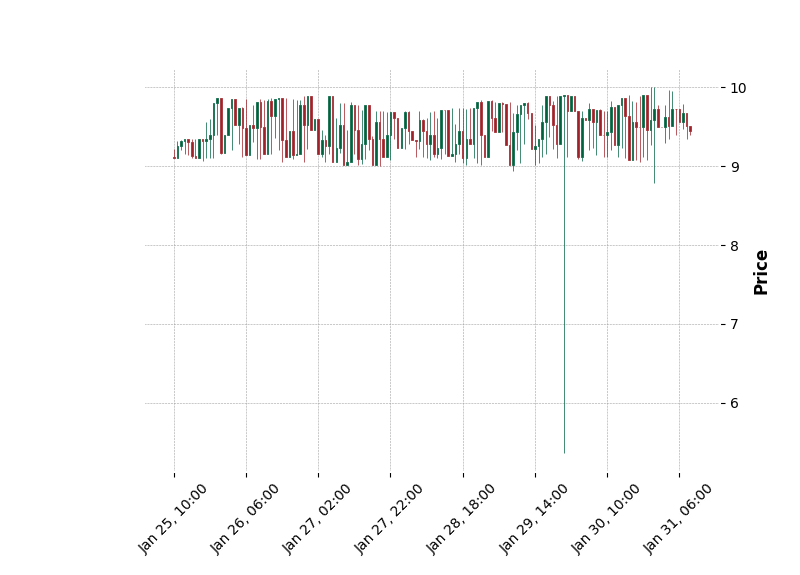 10
9
8
7
6
Price
Jan 25, 10:00
Jan 26, 06:00
Jan 27, 02:00
Jan 27, 22:00
Jan 28, 18:00
Jan 29, 14:00
Jan 30, 10:00
Jan 31, 06:00